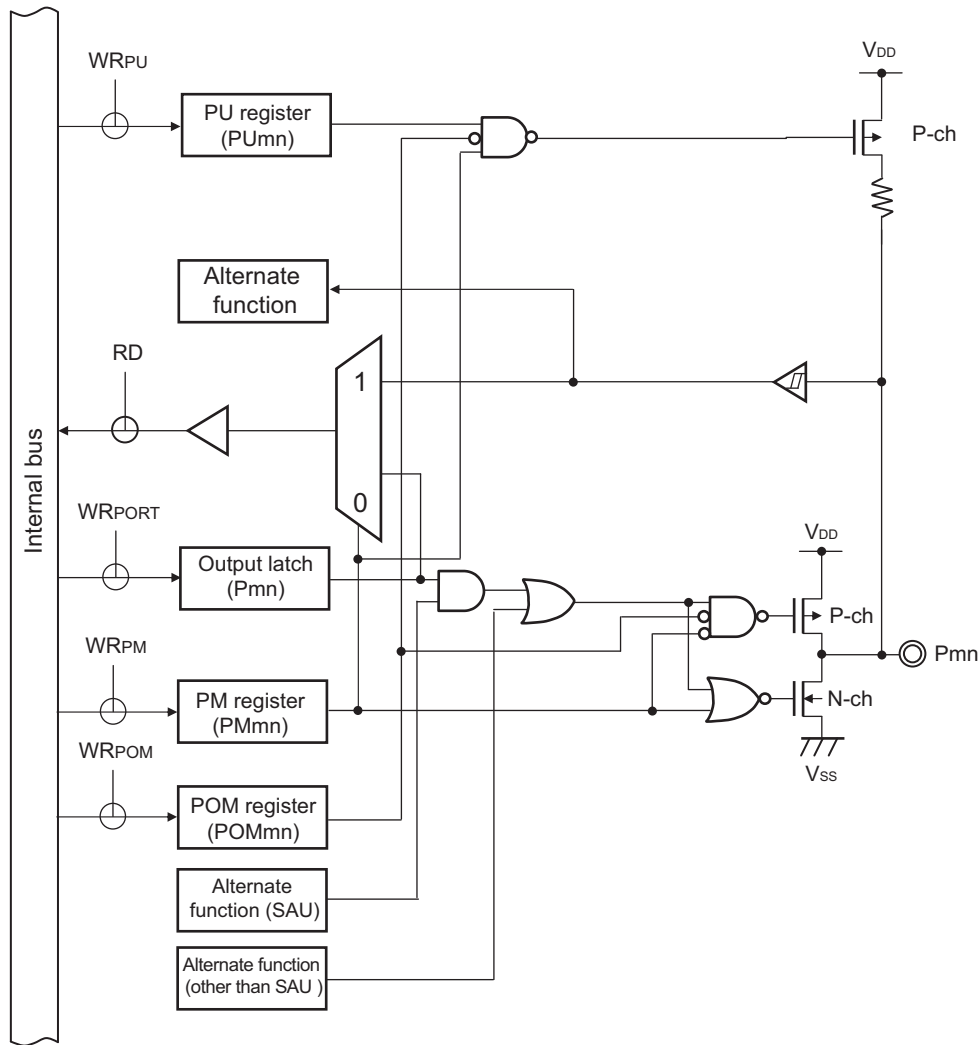 WRPU
VDD
PU register
(PUmn)
P-ch
Alternate
function
RD
1
Internal bus
0
WRPORT
VDD
Output latch
(Pmn)
P-ch
Pmn
WRPM
PM register
(PMmn)
N-ch
WRPOM
VSS
POM register
(POMmn)
Alternate
function (SAU)
Alternate function
(other than SAU )